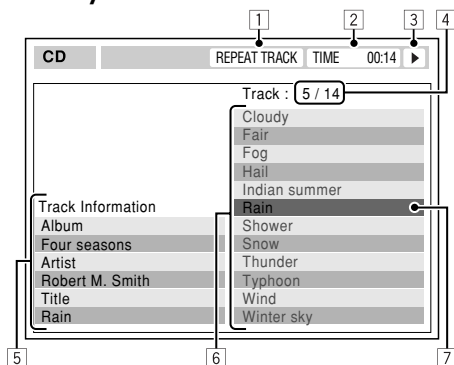 1 2 3 4
CD REPEAT TRACK TIME 00:14
Track : 5 / 14
Cloudy
Fair
Fog
Hail
Indian summer
Rain
Shower
Snow
Thunder
Typhoon
Wind
Winter sky
Track Information
Album
Four seasons
Artist
Robert M. Smith
Title
Rain
5 6 7